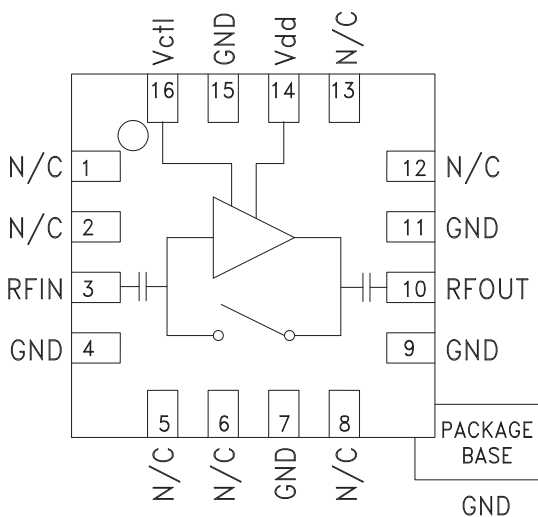 Vctl
GND
Vdd
N/C
16
15
14
13
N/C 1
12 N/C
N/C 2
11 GND
RFIN 3
10 RFOUT
GND 4
9 GND
5
6
7
8
N/C
N/C
GND
N/C
PACKAGE
BASE
GND